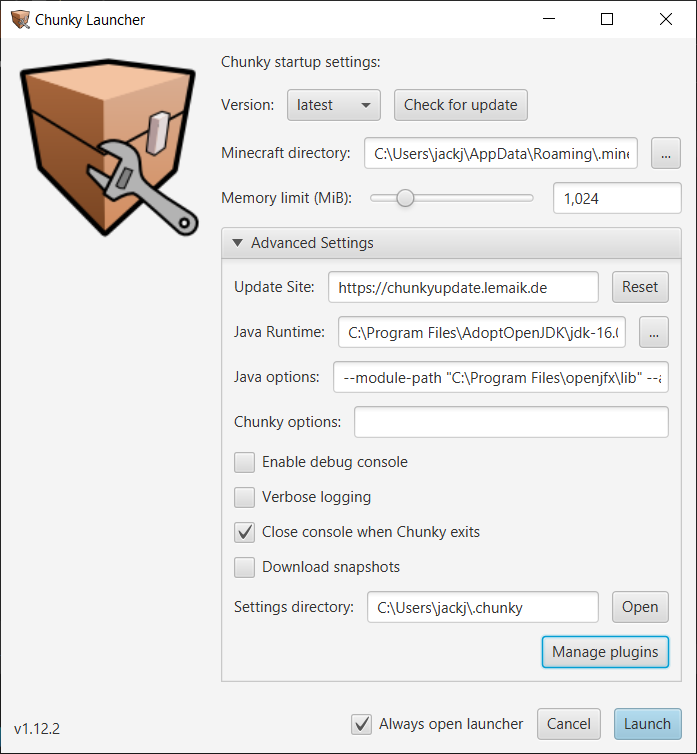 Chunky Launcher
Chunky startup settings:
Version: latest Check for update
Minecraft directory: C:\Users\jackj\AppData\Roaming\.mine ...
Memory limit (MiB): 1,024
Advanced Settings
Update Site: https://chunkyupdate.lemaik.de Reset
Java Runtime: C:\Program Files\AdoptOpenJDK\jdk-16.0 ...
Java options: --module-path "C:\Program Files\openjfx\lib" --a
Chunky options:
Enable debug console
Verbose logging
Close console when Chunky exits
Download snapshots
Settings directory: C:\Users\jackj\.chunky Open
Manage plugins
v1.12.2 Always open launcher Cancel Launch